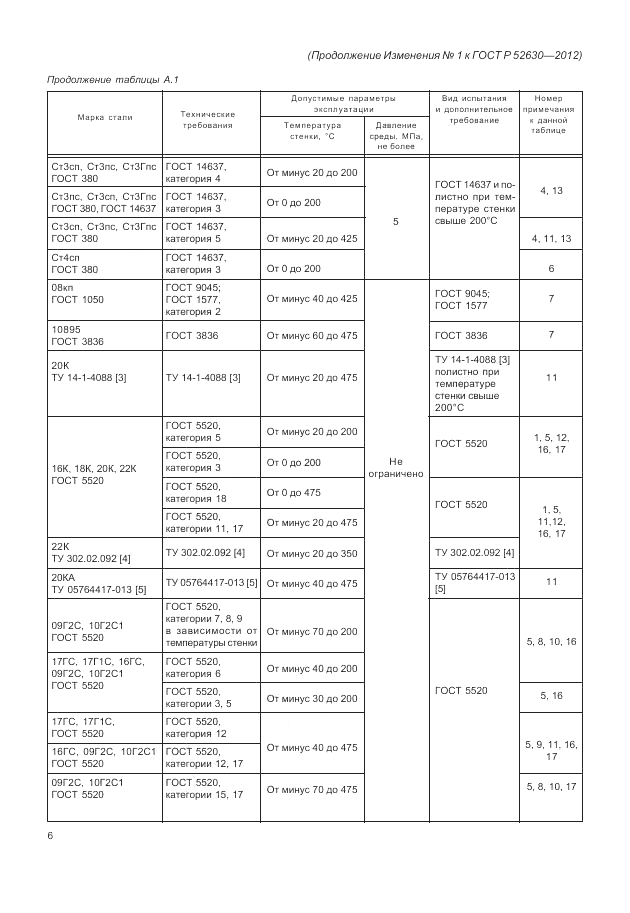 (Продолжение Изменения № 1 к ГОСТ Р 52630—2012)
Продолжение таблицы А.1
Марка стали
Технические
требования
Допустимые параметры
эксплуатации
Температура
стенки, °С
Давление
среды, МПа,
не более
Вид испытания
и дополнительное
требование
Номер
примечания
к данной
таблице
Ст3сп, Ст3пс, Ст3Гпс
ГОСТ 380
ГОСТ 14637,
категория 4
От минус 20 до 200
5
ГОСТ 14637 и по-
листно при тем-
пературе стенки
свыше 200°С
4, 13
Ст3пс, Ст3сп, Ст3Гпс
ГОСТ 380, ГОСТ 14637
ГОСТ 14637,
категория 3
От 0 до 200
Ст3сп, Ст3пс, Ст3Гпс
ГОСТ 380
ГОСТ 14637,
категория 5
От минус 20 до 425
4, 11, 13
Ст4сп
ГОСТ 380
ГОСТ 14637,
категория 3
От 0 до 200
6
08кп
ГОСТ 1050
ГОСТ 9045;
ГОСТ 1577,
категория 2
От минус 40 до 425
Не
ограничено
ГОСТ 9045;
ГОСТ 1577
7
10895
ГОСТ 3836
ГОСТ 3836
От минус 60 до 475
ГОСТ 3836
7
20К
ТУ 14-1-4088 [3]
ТУ 14-1-4088 [3]
От минус 20 до 475
ТУ 14-1-4088 [3]
полистно при
температуре
стенки свыше
200°С
11
16К, 18К, 20К, 22К
ГОСТ 5520
ГОСТ 5520,
категория 5
От минус 20 до 200
ГОСТ 5520
1, 5, 12,
16, 17
ГОСТ 5520,
категория 3
От 0 до 200
ГОСТ 5520,
категория 18
От 0 до 475
ГОСТ 5520
1, 5,
11,12,
16, 17
ГОСТ 5520,
категории 11, 17
От минус 20 до 475
22К
ТУ 302.02.092 [4]
ТУ 302.02.092 [4]
От минус 20 до 350
ТУ 302.02.092 [4]
20КА
ТУ 05764417-013 [5]
ТУ 05764417-013 [5]
От минус 40 до 475
ТУ 05764417-013
[5]
11
09Г2С, 10Г2С1
ГОСТ 5520
ГОСТ 5520,
категории 7, 8, 9
в зависимости от
температуры стенки
От минус 70 до 200
ГОСТ 5520
5, 8, 10, 16
17ГС, 17Г1С, 16ГС,
09Г2С, 10Г2С1
ГОСТ 5520
ГОСТ 5520,
категория 6
От минус 40 до 200
ГОСТ 5520,
категории 3, 5
От минус 30 до 200
5, 16
17ГС, 17Г1С,
ГОСТ 5520
ГОСТ 5520,
категория 12
От минус 40 до 475
5, 9, 11, 16,
17
16ГС, 09Г2С, 10Г2С1
ГОСТ 5520
ГОСТ 5520,
категории 12, 17
09Г2С, 10Г2С1
ГОСТ 5520
ГОСТ 5520,
категории 15, 17
От минус 70 до 475
5, 8, 10, 17
6